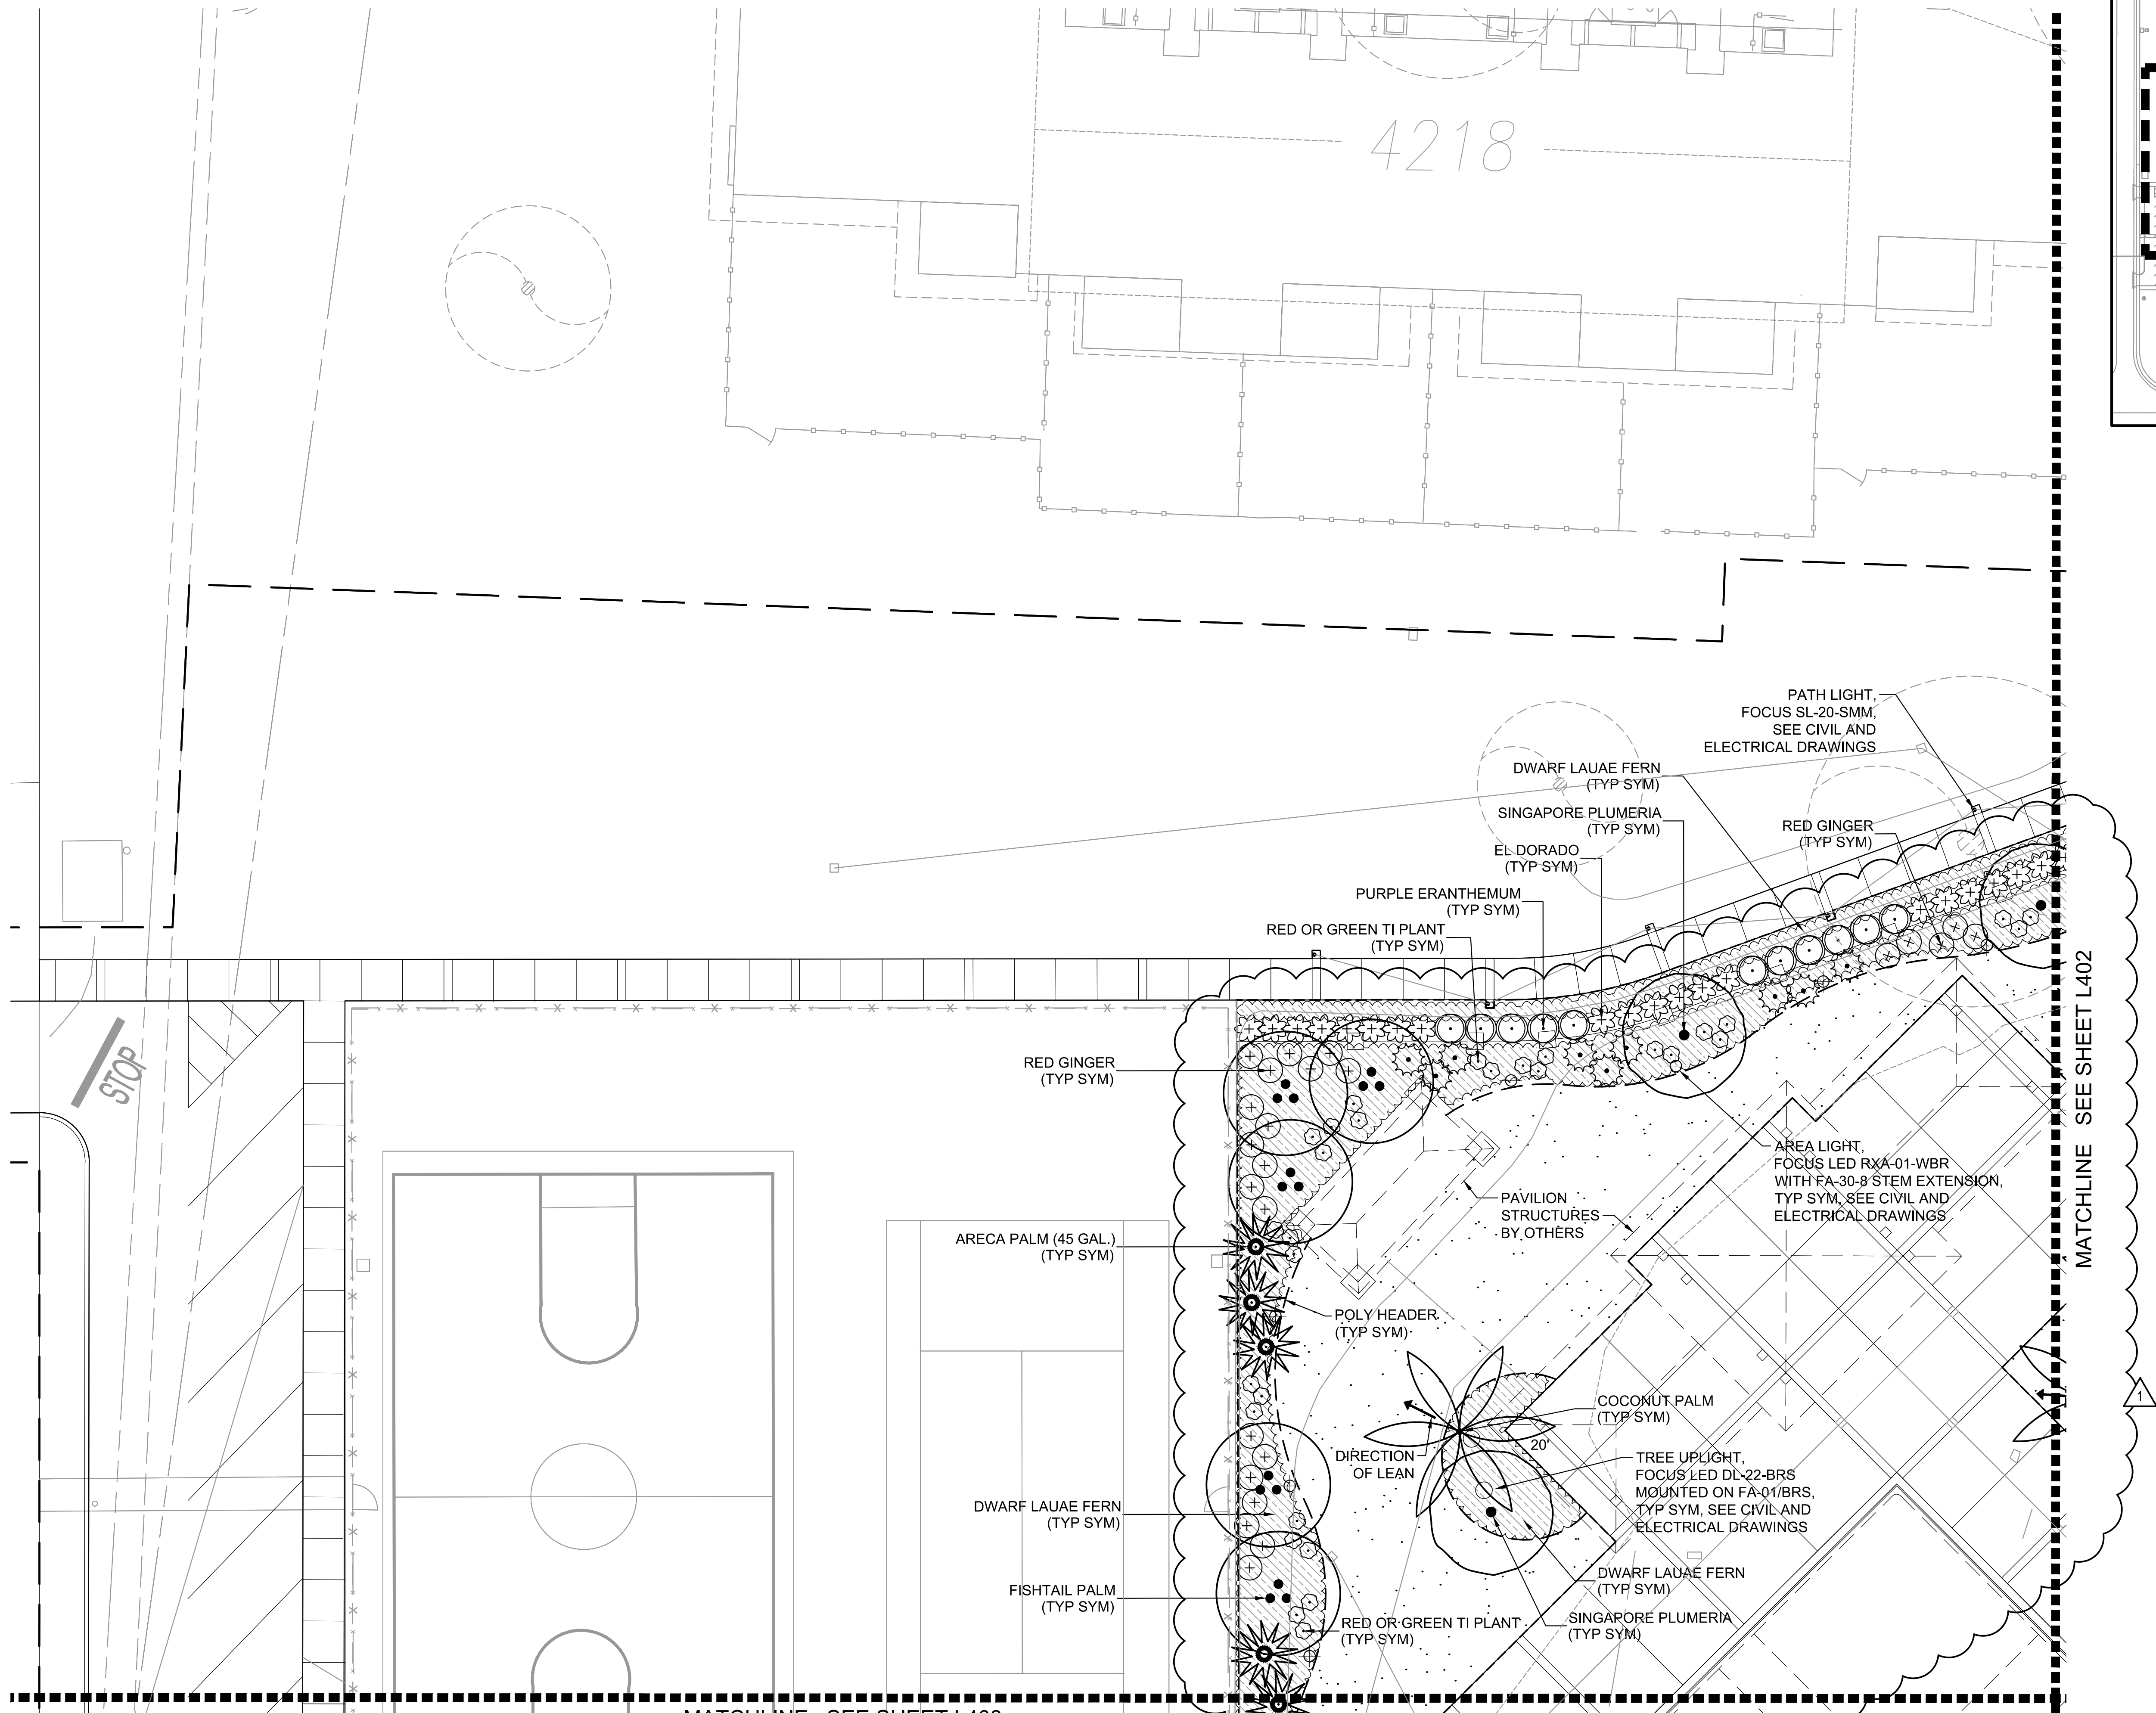 4218
PATH LIGHT,
FOCUS SL-20-SMM,
SEE CIVIL AND
ELECTRICAL DRAWINGS
DWARF LAUAE FERN
(TYP SYM)
SINGAPORE PLUMERIA
(TYP SYM)
RED GINGER
(TYP SYM)
EL DORADO
(TYP SYM)
PURPLE ERANTHEMUM
(TYP SYM)
RED OR GREEN TI PLANT
(TYP SYM)
MATCHLINE SEE SHEET L402
STOP
RED GINGER
(TYP SYM)
AREA LIGHT,
FOCUS LED RXA-01-WBR
WITH FA-30-8 STEM EXTENSION,
TYP SYM, SEE CIVIL AND
ELECTRICAL DRAWINGS
PAVILION
STRUCTURES
BY OTHERS
ARECA PALM (45 GAL.)
(TYP SYM)
POLY HEADER
(TYP SYM)
1
COCONUT PALM
(TYP SYM)
20'
DIRECTION
OF LEAN
TREE UPLIGHT,
FOCUS LED DL-22-BRS
MOUNTED ON FA-01/BRS,
TYP SYM, SEE CIVIL AND
ELECTRICAL DRAWINGS
DWARF LAUAE FERN
(TYP SYM)
DWARF LAUAE FERN
(TYP SYM)
FISHTAIL PALM
(TYP SYM)
SINGAPORE PLUMERIA
(TYP SYM)
RED OR GREEN TI PLANT
(TYP SYM)
MATCHLINE SEE SHEET